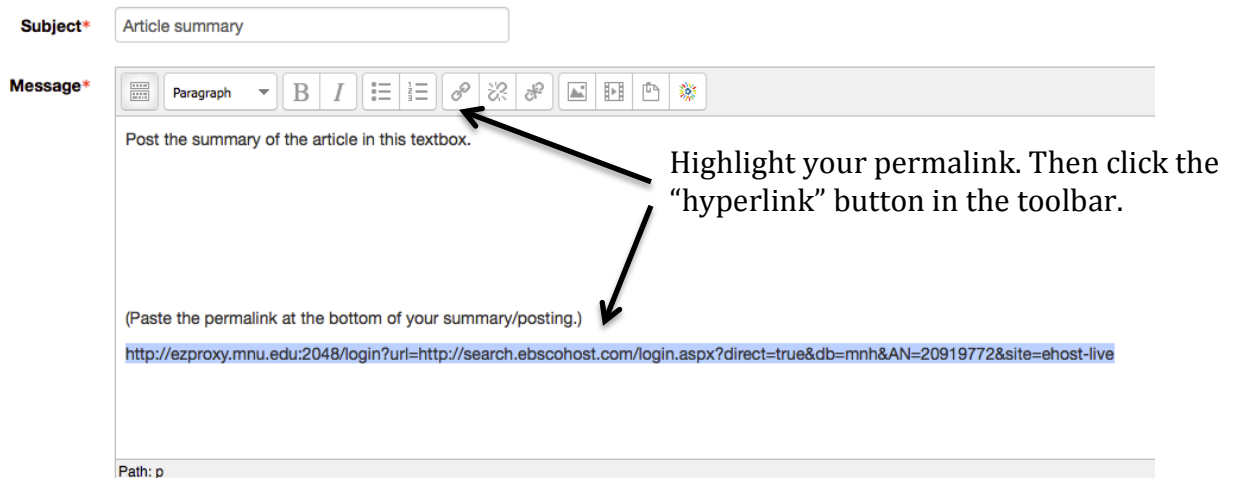 Subject*
Article summary
Message*
Paragraph
B I
Post the summary of the article in this textbox.
Highlight your permalink. Then click the
“hyperlink” button in the toolbar.
(Paste the permalink at the bottom of your summary/posting.)
http://ezproxy.mnu.edu:2048/login?url=http://search.ebscohost.com/login.aspx?direct=true&db=mnh&AN=20919772&site=ehost-live
Path: p